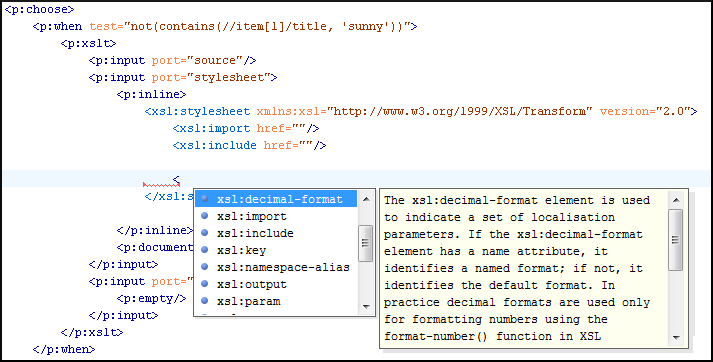 <p:choose>
<p:when test="not(contains(//item[1]/title, 'sunny'))">
<p:xslt>
<p:input port="source"/>
<p:input port="stylesheet">
<p:inline>
<xsl:stylesheet xmlns:xsl="http://www.w3.org/1999/XSL/Transform" version="2.0">
<xsl:import href=""/>
<xsl:include href=""/>
<
</xsl:s
</p:inline>
<p:document
</p:input>
<p:input port="
<p:empty/>
</p:input>
</p:xslt>
</p:when>
xsl:decimal-format
xsl:import
xsl:include
xsl:key
xsl:namespace-alias
xsl:output
xsl:param
The xsl:decimal-format element is used
to indicate a set of localisation
parameters. If the xsl:decimal-format
element has a name attribute, it
identifies a named format; if not, it
identifies the default format. In
practice decimal formats are used only
for formatting numbers using the
format-number() function in XSL